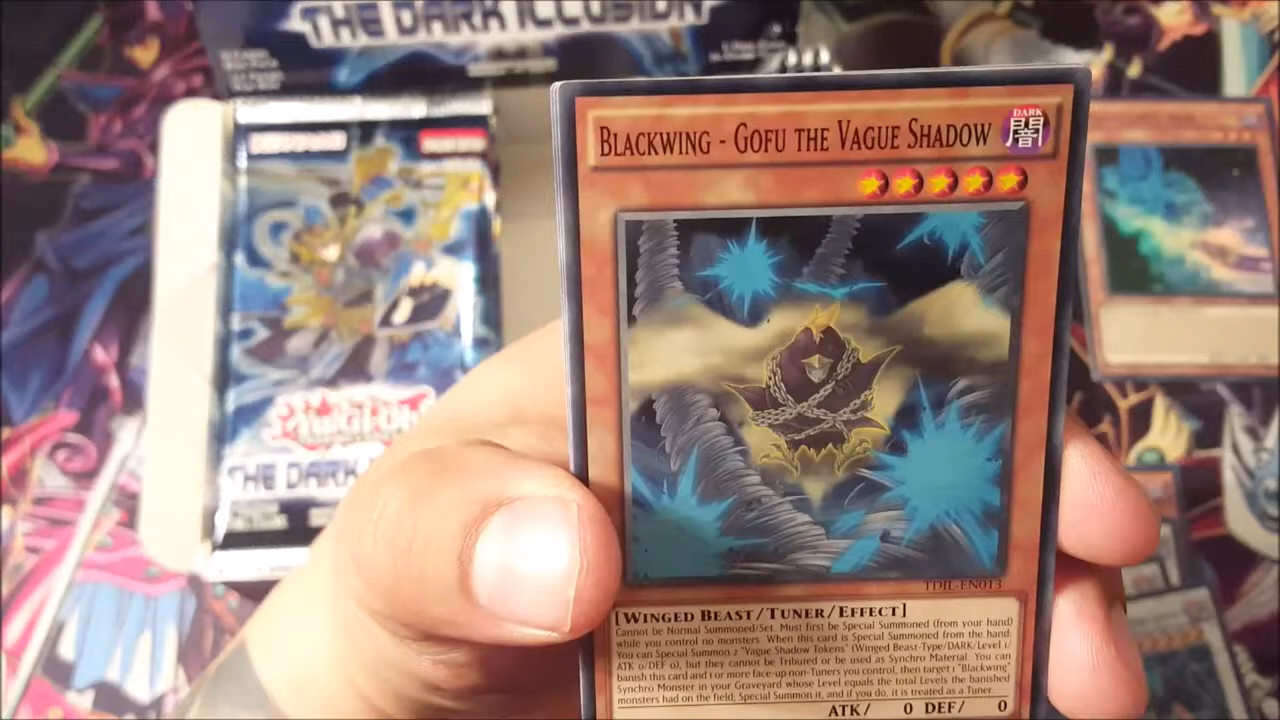 THE DARK ILLUSION
BLACKWING - GOFU THE VAGUE SHADOW
DARK
闇
THE DARK
TDIL-EN013
[WINGED BEAST/TUNER/EFFECT]
Cannot be Normal Summoned/Set. Must first be Special Summoned (from your hand)
while you control no monsters. When this card is Special Summoned from the hand:
You can Special Summon 2 "Vague Shadow Tokens" (Winged Beast-Type/DARK/Level 1/
ATK 0/DEF 0), but they cannot be Tributed or be used as Synchro Material. You can
banish this card and 1 or more face-up non-Tuners you control, then target 1 "Blackwing"
Synchro Monster in your Graveyard whose Level equals the total Levels the banished
monsters had on the field, Special Summon it, and if you do, it is treated as a Tuner.
ATK/ 0 DEF/ 0